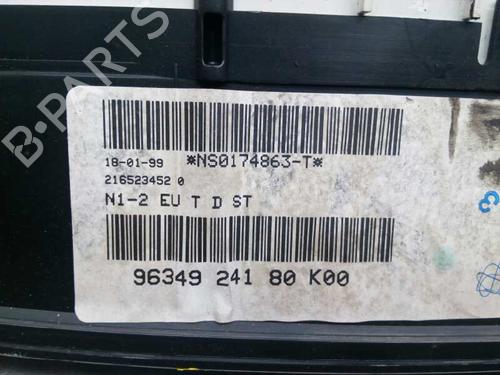 18-01-99 *NS0174863-T*
216523452 0
N1-2 EU T D ST
96349 241 80 K00
B-PARTS